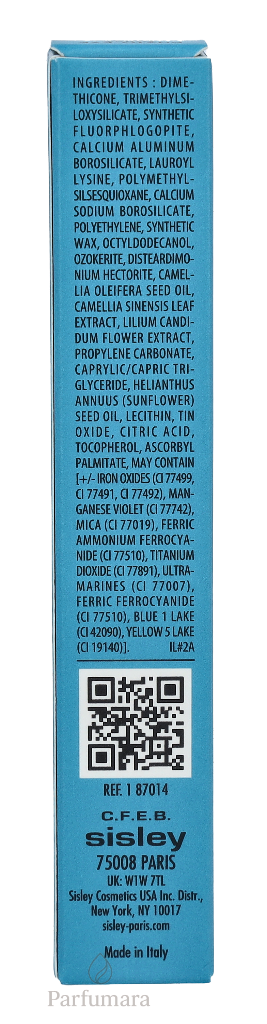 INGREDIENTS : DIME-
THICONE, TRIMETHYLSI-
LOXYSILICATE, SYNTHETIC
FLUORPHLOGOPITE,
CALCIUM ALUMINUM
BOROSILICATE, LAUROYL
LYSINE, POLYMETHYL-
SILSESQUIOXANE, CALCIUM
SODIUM BOROSILICATE,
POLYETHYLENE, SYNTHETIC
WAX, OCTYLDODECANOL,
OZOKERITE, DISTEARDIMO-
NIUM HECTORITE, CAMEL-
LIA OLEIFERA SEED OIL,
CAMELLIA SINENSIS LEAF
EXTRACT, LILIUM CANDI-
DUM FLOWER EXTRACT,
PROPYLENE CARBONATE,
CAPRYLIC/CAPRIC TRI-
GLYCERIDE, HELIANTHUS
ANNUUS (SUNFLOWER)
SEED OIL, LECITHIN, TIN
OXIDE, CITRIC ACID,
TOCOPHEROL, ASCORBYL
PALMITATE, MAY CONTAIN
[+/- IRON OXIDES (CI 77499,
CI 77491, CI 77492), MAN-
GANESE VIOLET (CI 77742),
MICA (CI 77019), FERRIC
AMMONIUM FERROCYA-
NIDE (CI 77510), TITANIUM
DIOXIDE (CI 77891), ULTRA-
MARINES (CI 77007),
FERRIC FERROCYANIDE
(CI 77510), BLUE 1 LAKE
(CI 42090), YELLOW 5 LAKE
(CI 19140)]. IL#2A
REF. 1 87014
C.F.E.B.
sisley
75008 PARIS
UK: W1W 7TL
Sisley Cosmetics USA Inc. Distr.,
New York, NY 10017
sisley-paris.com
Made in Italy
Parfumara